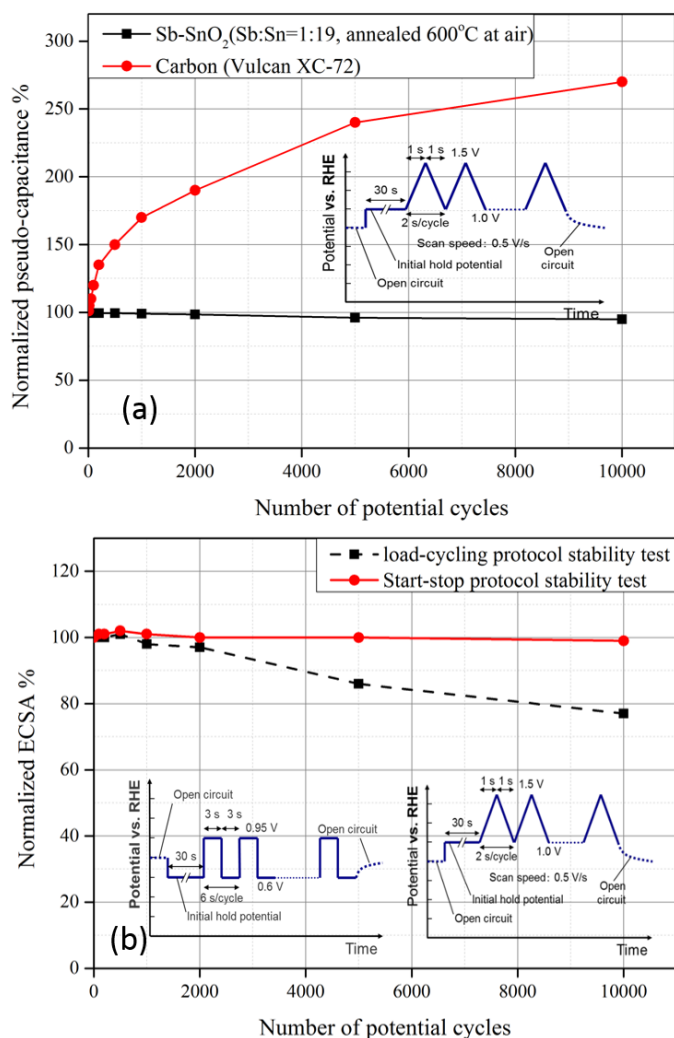 Sb-SnO₂(Sb:Sn=1:19, annealed 600°C at air)
Carbon (Vulcan XC-72)
Normalized pseudo-capacitance %
300
250
200
150
100
50
0
Potential vs. RHE
1 s 1 s 1.5 V
30 s
2 s/cycle
1.0 V
Scan speed: 0.5 V/s
Initial hold potential
Open circuit
Open circuit
Time
(a)
0 2000 4000 6000 8000 10000
Number of potential cycles
load-cycling protocol stability test
Start-stop protocol stability test
Normalized ECSA %
120
100
80
60
40
20
0
Potential vs. RHE
Open circuit
3 s 3 s
0.95 V
30 s
Open circuit
0.6 V
6 s/cycle
Initial hold potential
Time
Potential vs. RHE
1 s 1 s 1.5 V
30 s
2 s/cycle
1.0 V
Scan speed: 0.5 V/s
Initial hold potential
Open circuit
Open circuit
Time
(b)
0 2000 4000 6000 8000 10000
Number of potential cycles